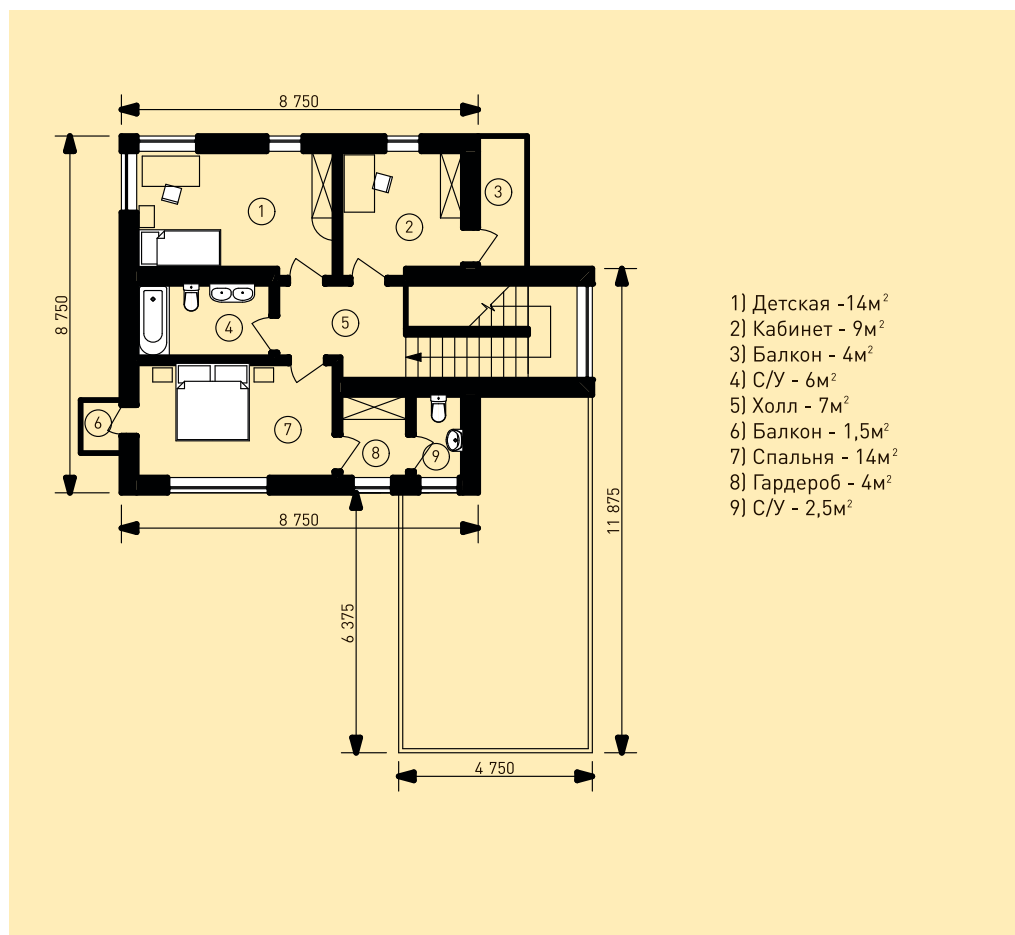 8 750
1
2
3
8 750
4
5
6
7
8
9
8 750
11 875
6 375
4 750
1) Детская -14м²
2) Кабинет - 9м²
3) Балкон - 4м²
4) С/У - 6м²
5) Холл - 7м²
6) Балкон - 1,5м²
7) Спальня - 14м²
8) Гардероб - 4м²
9) С/У - 2,5м²